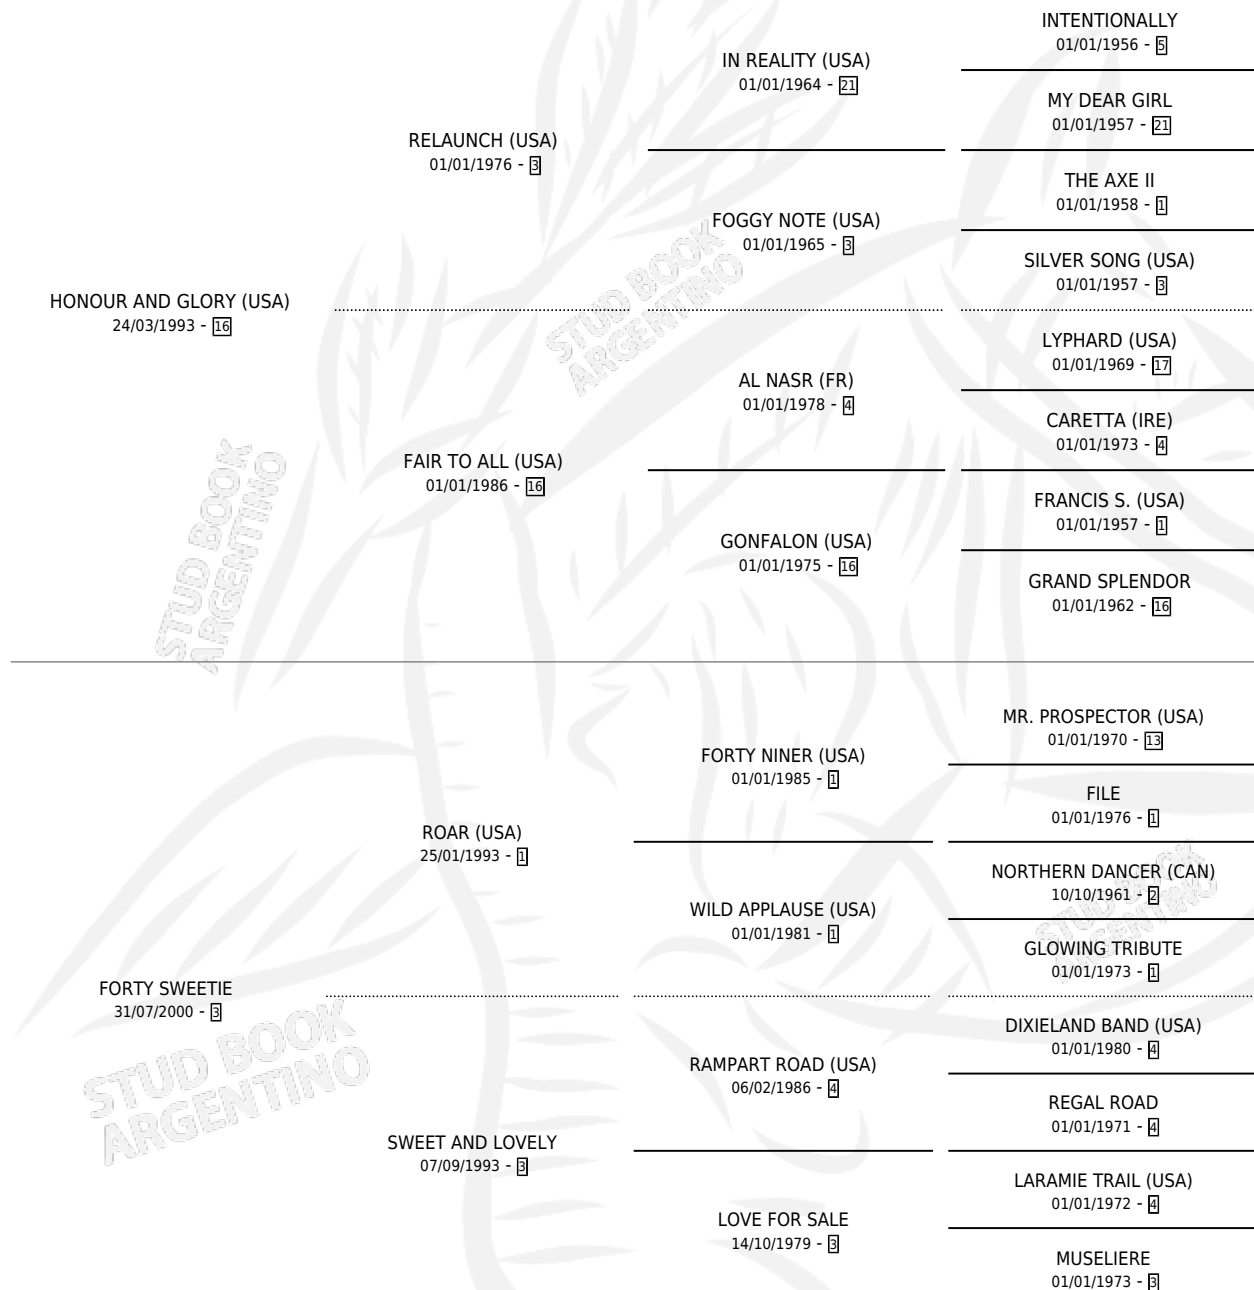 INTENTIONALLY
01/01/1956 - 5
IN REALITY (USA)
01/01/1964 - 21
MY DEAR GIRL
01/01/1957 - 21
RELAUNCH (USA)
01/01/1976 - 3
THE AXE II
01/01/1958 - 1
FOGGY NOTE (USA)
01/01/1965 - 3
SILVER SONG (USA)
01/01/1957 - 3
HONOUR AND GLORY (USA)
24/03/1993 - 16
LYPHARD (USA)
01/01/1969 - 17
AL NASR (FR)
01/01/1978 - 4
CARETTA (IRE)
01/01/1973 - 4
FAIR TO ALL (USA)
01/01/1986 - 16
FRANCIS S. (USA)
01/01/1957 - 1
GONFALON (USA)
01/01/1975 - 16
GRAND SPLENDOR
01/01/1962 - 16
MR. PROSPECTOR (USA)
01/01/1970 - 13
FORTY NINER (USA)
01/01/1985 - 1
FILE
01/01/1976 - 1
ROAR (USA)
25/01/1993 - 1
NORTHERN DANCER (CAN)
10/10/1961 - 2
WILD APPLAUSE (USA)
01/01/1981 - 1
GLOWING TRIBUTE
01/01/1973 - 1
FORTY SWEETIE
31/07/2000 - 3
DIXIELAND BAND (USA)
01/01/1980 - 4
RAMPART ROAD (USA)
06/02/1986 - 4
REGAL ROAD
01/01/1971 - 4
SWEET AND LOVELY
07/09/1993 - 3
LARAMIE TRAIL (USA)
01/01/1972 - 4
LOVE FOR SALE
14/10/1979 - 3
MUSELIERE
01/01/1973 - 3
STUD BOOK
ARGENTINO
STUD BOOK
ARGENTINO
STUD BOOK
ARGENTINO
STUD BOOK
ARGENTINO